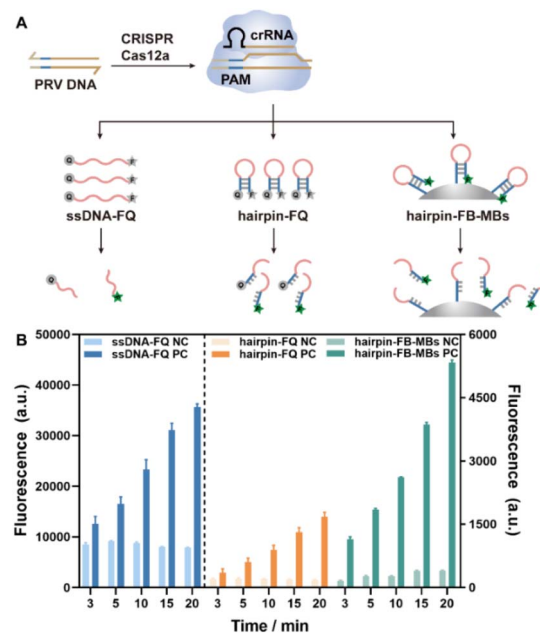 A
CRISPR
Cas12a
crRNA
PRV DNA
PAM
Q F
Q F
Q F
Q F Q F Q F
ssDNA-FQ
hairpin-FQ
hairpin-FB-MBs
B
ssDNA-FQ NC
ssDNA-FQ PC
hairpin-FQ NC
hairpin-FQ PC
hairpin-FB-MBs NC
hairpin-FB-MBs PC
Fluorescence (a.u.)
50000
40000
30000
20000
10000
0
6000
4500
3000
1500
0
Fluorescence (a.u.)
3 5 10 15 20 3 5 10 15 20 3 5 10 15 20
Time / min